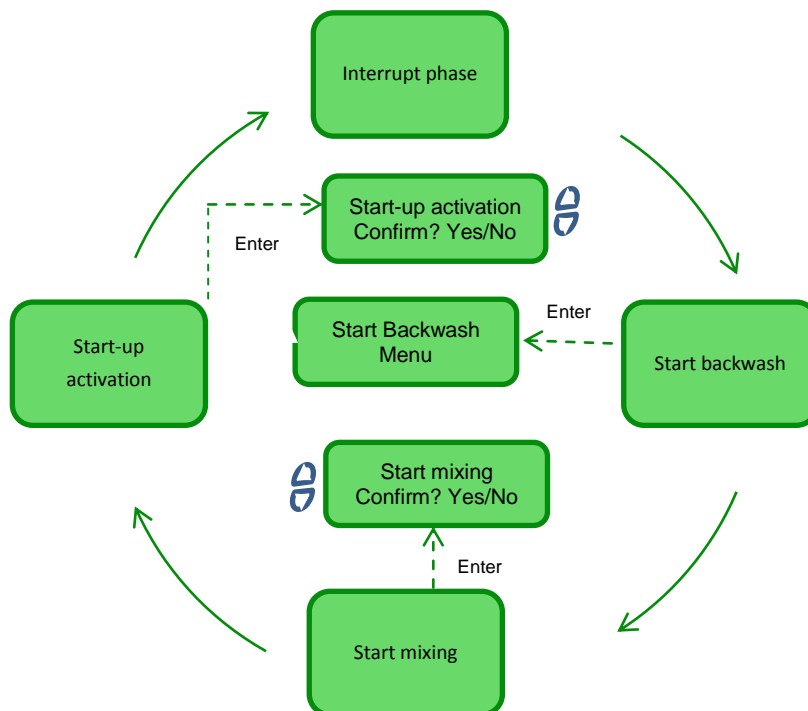 Interrupt phase
Start-up activation
Confirm? Yes/No
Enter
Start Backwash
Menu
Enter
Start-up
activation
Start backwash
Start mixing
Confirm? Yes/No
Enter
Start mixing